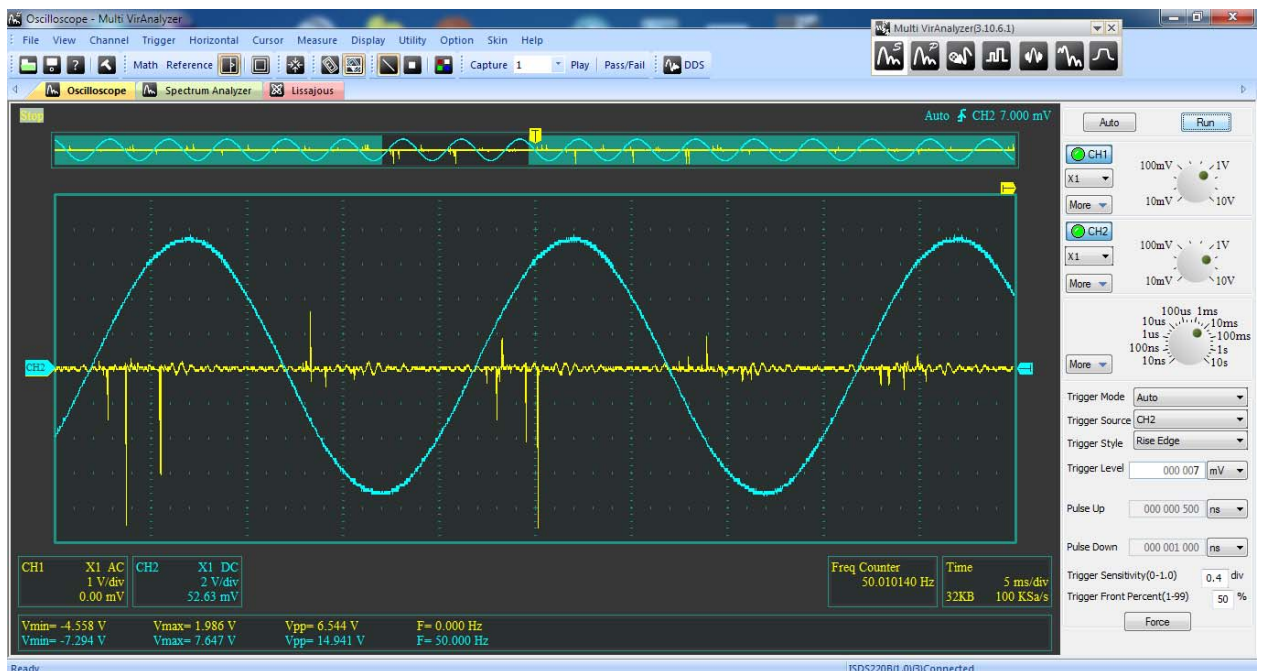 Oscilloscope - Multi VirAnalyzer
Multi VirAnalyzer(3.10.6.1)
File View Channel Trigger Horizontal Cursor Measure Display Utility Option Skin Help
Math Reference Capture 1 Play Pass/Fail DDS
Oscilloscope Spectrum Analyzer Lissajous
Stop
Auto CH2 7.000 mV
T
CH2
Auto Run
CH1
X1
More
100mV 1V
10mV 10V
CH2
X1
More
100mV 1V
10mV 10V
100us 1ms
10us 10ms
1us 100ms
100ns 1s
10ns 10s
More
Trigger Mode Auto
Trigger Source CH2
Trigger Style Rise Edge
Trigger Level 000 007 mV
Pulse Up 000 000 500 ns
Pulse Down 000 001 000 ns
Trigger Sensitivity(0-1.0) 0.4 div
Trigger Front Percent(1-99) 50 %
Force
CH1 X1 AC
1 V/div
0.00 mV
CH2 X1 DC
2 V/div
52.63 mV
Freq Counter
50.010140 Hz
Time
5 ms/div
32KB 100 KSa/s
Vmin= -4.558 V Vmax= 1.986 V Vpp= 6.544 V F= 0.000 Hz
Vmin= -7.294 V Vmax= 7.647 V Vpp= 14.941 V F= 50.000 Hz
Ready
ISDS220B(1.0)(3)Connected